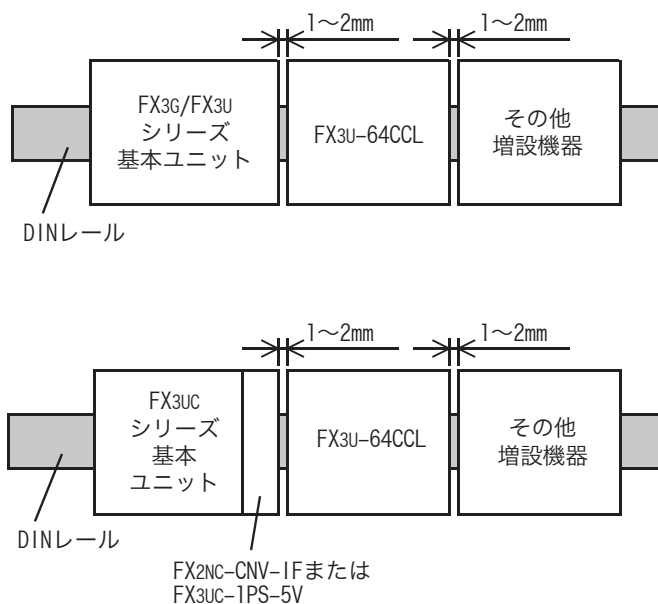 1～2mm
1～2mm
FX3G/FX3U
シリーズ
基本ユニット
FX3U-64CCL
その他
増設機器
DINレール
1～2mm
1～2mm
FX3UC
シリーズ
基本
ユニット
FX3U-64CCL
その他
増設機器
DINレール
FX2NC-CNV-IFまたは
FX3UC-1PS-5V